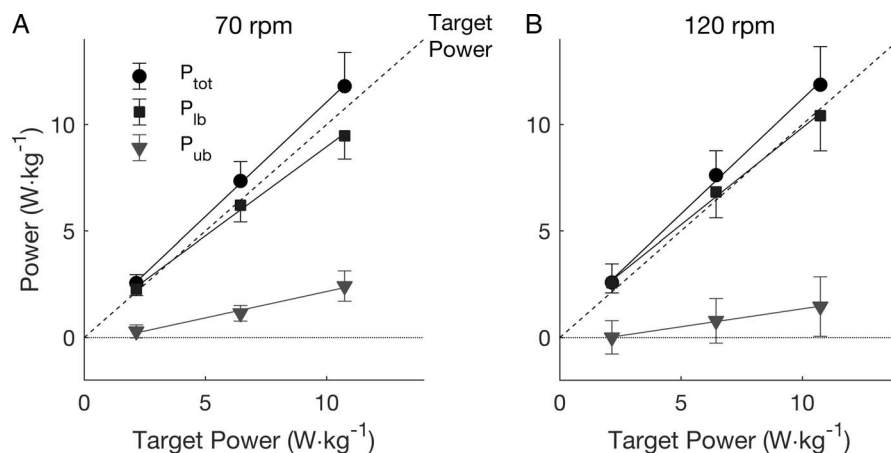 A
70 rpm
Target
Power
P_tot
P_lb
P_ub
Power (W·kg⁻¹)
10
5
0
0
5
10
Target Power (W·kg⁻¹)
B
120 rpm
10
5
0
0
5
10
Target Power (W·kg⁻¹)